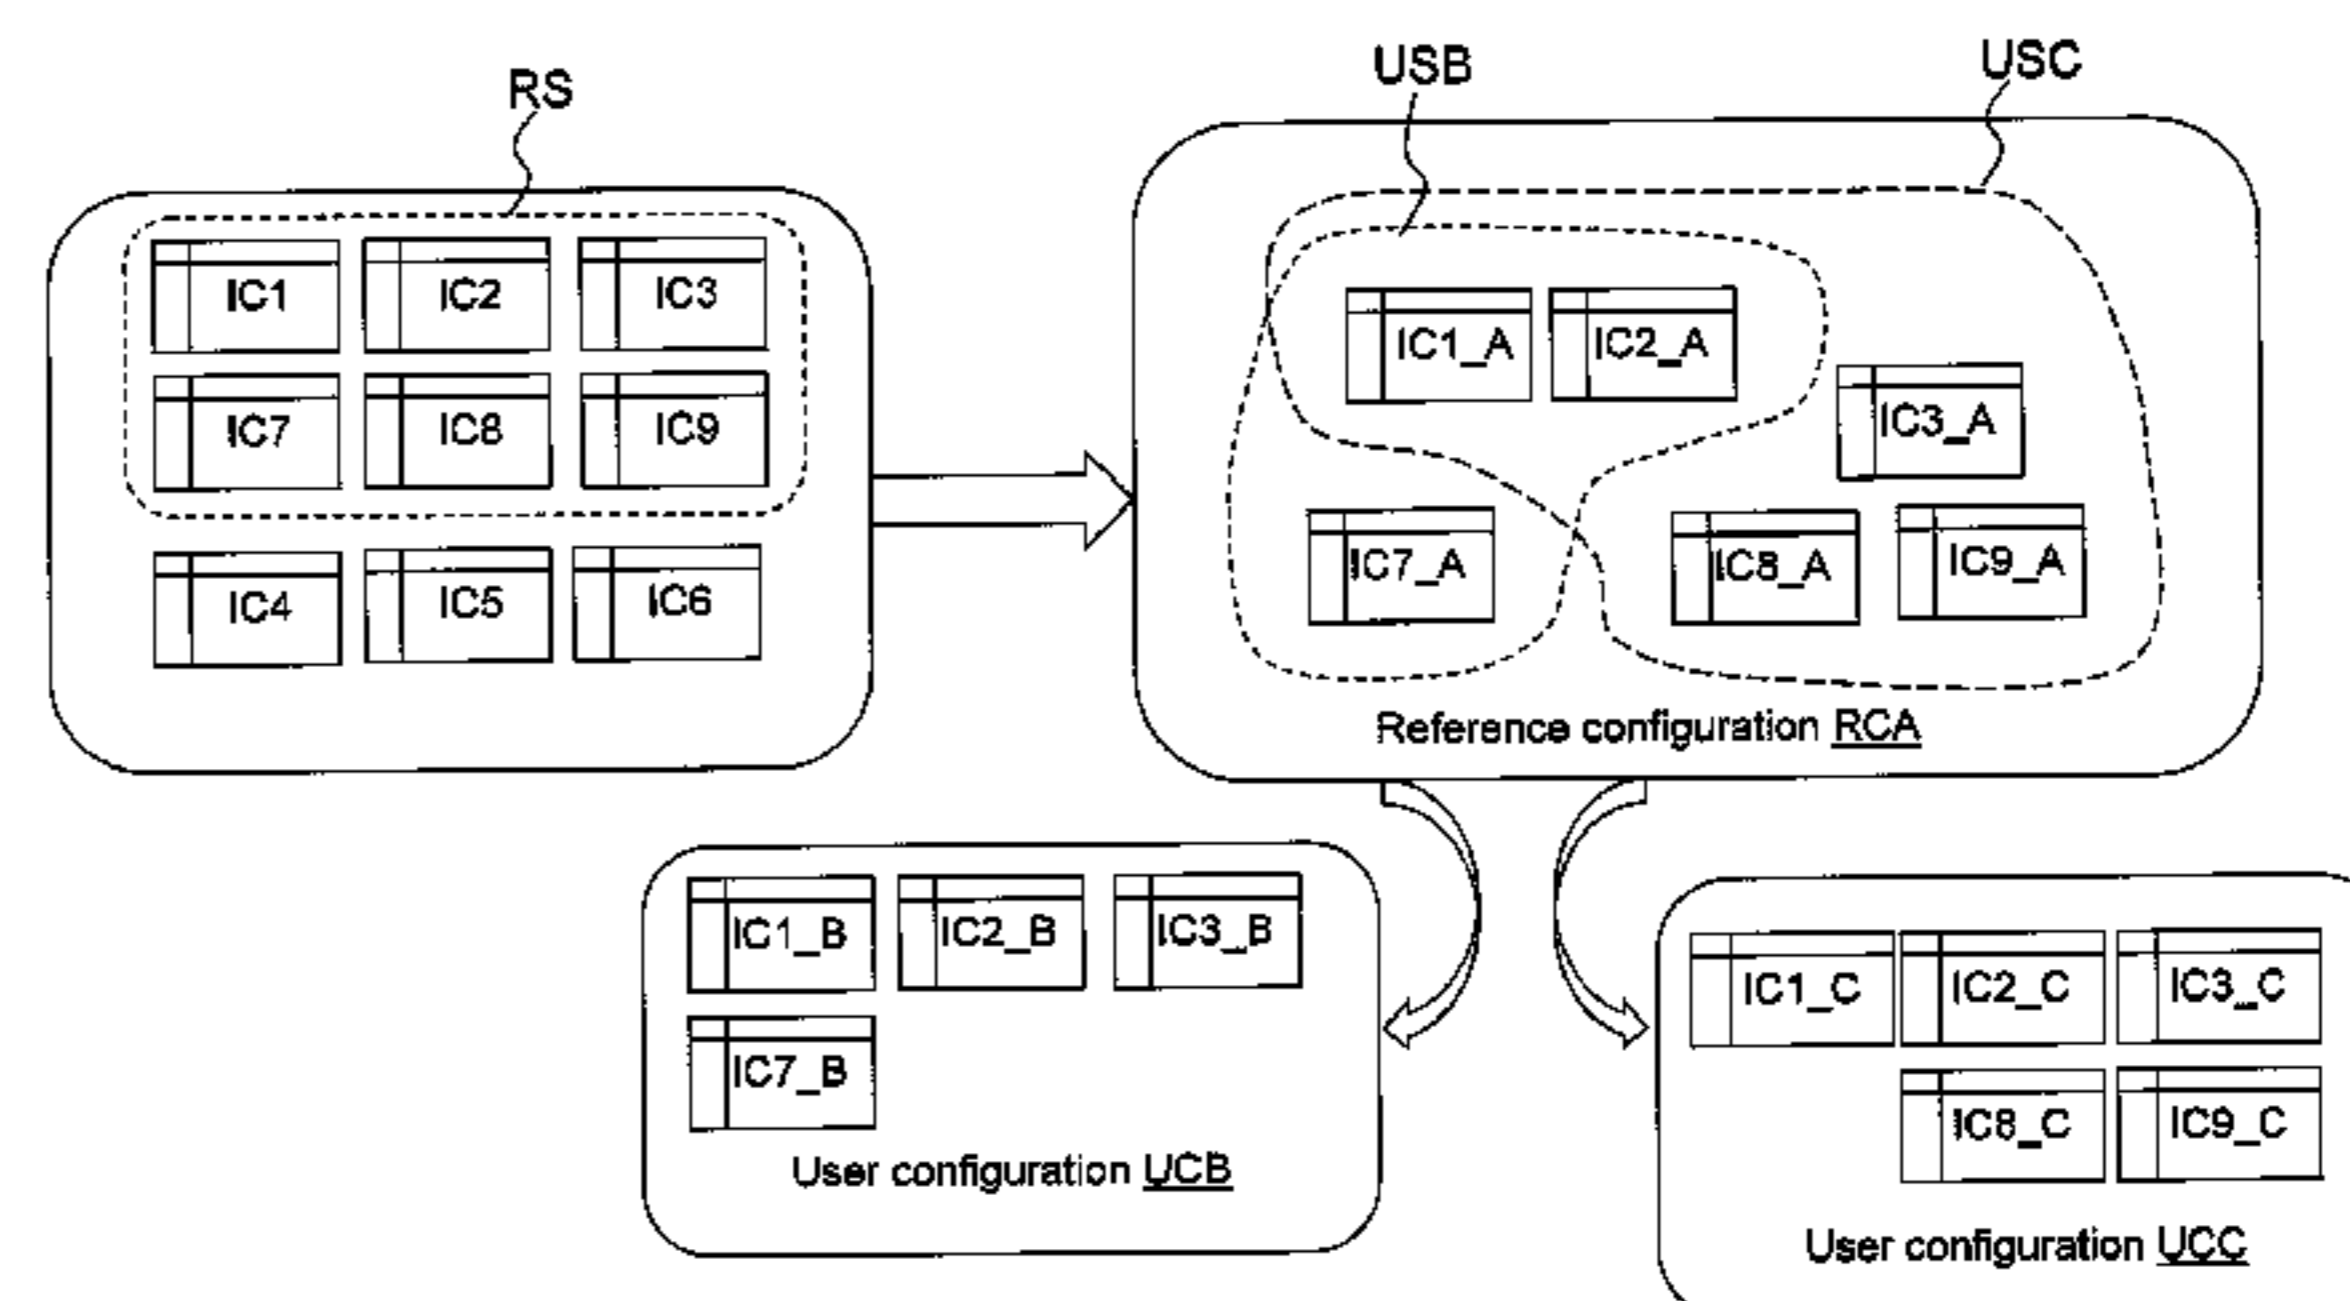 RS
USB
USC
IC1
IC2
IC3
IC7
IC8
IC9
IC4
IC5
IC6
IC1_A
IC2_A
IC3_A
IC7_A
IC8_A
IC9_A
Reference configuration RCA
IC1_B
IC2_B
IC3_B
IC7_B
User configuration UCB
IC1_C
IC2_C
IC3_C
IC8_C
IC9_C
User configuration UCC